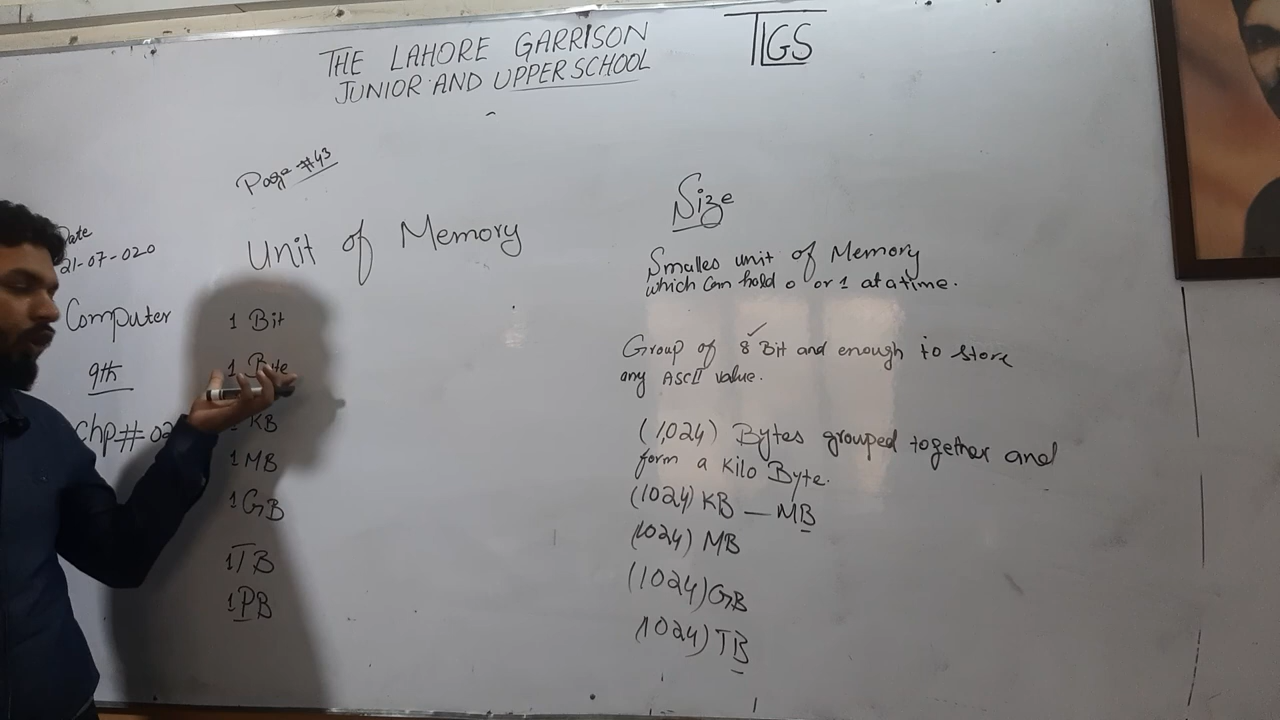 THE LAHORE GARRISON
JUNIOR AND UPPER SCHOOL
TLGS
Page #43
Date
21-07-020
Computer
9th
Chp# 02
Unit of Memory
Size
1 Bit
Smalles unit of Memory
which Can hold 0 or 1 at a time.
1 Byte
Group of 8 Bit and enough to store
any ASCII value.
KB
(1,024) Bytes grouped together and
form a Kilo Byte.
1 MB
(1024) KB — MB
1 GB
(1024) MB
1 TB
(1024) GB
1 PB
(1024) TB